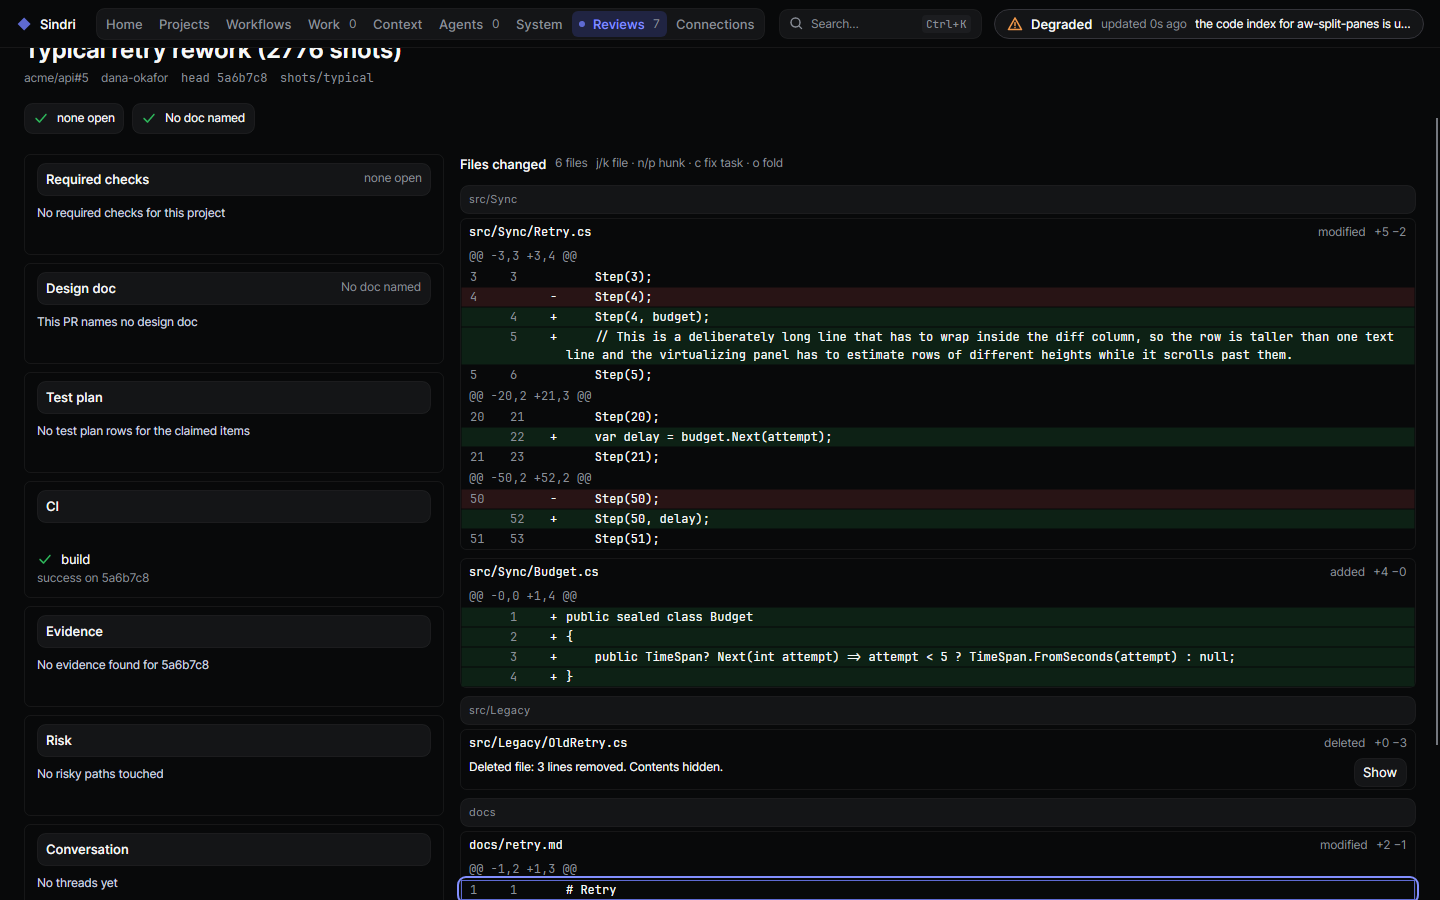 Sindri
Home Projects Workflows Work 0 Context Agents 0 System Reviews 7 Connections
Search... Ctrl+K
Degraded updated 0s ago the code index for aw-split-panes is u...
Typical retry rework (2776 shots)
acme/api#5 dana-okafor head 5a6b7c8 shots/typical
none open No doc named
Required checks none open
No required checks for this project
Design doc No doc named
This PR names no design doc
Test plan
No test plan rows for the claimed items
CI
build
success on 5a6b7c8
Evidence
No evidence found for 5a6b7c8
Risk
No risky paths touched
Conversation
No threads yet
Files changed 6 files j/k file · n/p hunk · c fix task · o fold
src/Sync
src/Sync/Retry.cs modified +5 −2
@@ -3,3 +3,4 @@
3 3 Step(3);
4 - Step(4);
4 + Step(4, budget);
5 + // This is a deliberately long line that has to wrap inside the diff column, so the row is taller than one text
line and the virtualizing panel has to estimate rows of different heights while it scrolls past them.
5 6 Step(5);
@@ -20,2 +21,3 @@
20 21 Step(20);
22 + var delay = budget.Next(attempt);
21 23 Step(21);
@@ -50,2 +52,2 @@
50 - Step(50);
52 + Step(50, delay);
51 53 Step(51);
src/Sync/Budget.cs added +4 −0
@@ -0,0 +1,4 @@
1 + public sealed class Budget
2 + {
3 + public TimeSpan? Next(int attempt) => attempt < 5 ? TimeSpan.FromSeconds(attempt) : null;
4 + }
src/Legacy
src/Legacy/OldRetry.cs deleted +0 −3
Deleted file: 3 lines removed. Contents hidden.
Show
docs
docs/retry.md modified +2 −1
@@ -1,2 +1,3 @@
1 1 # Retry